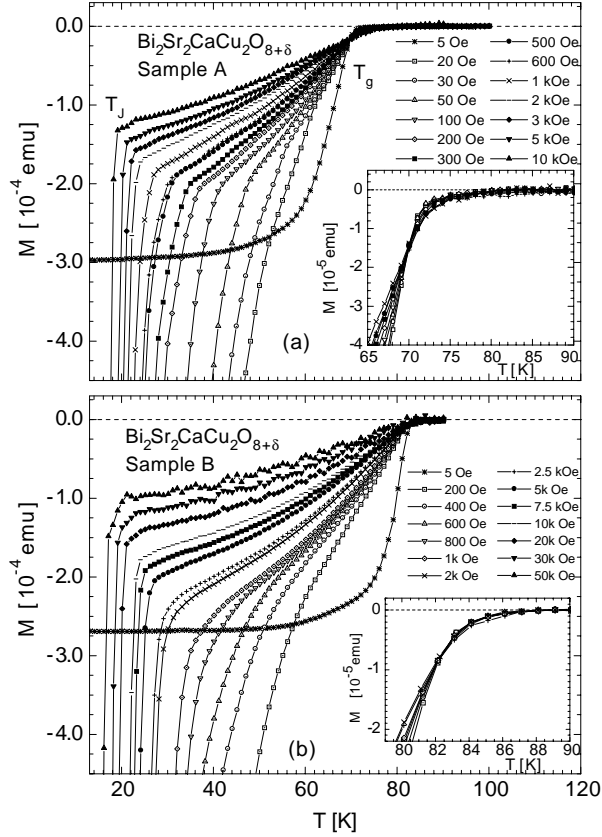 (a)
0.0
Bi2Sr2CaCu2O8+δ
Sample A
TJ
Tg
5 Oe
20 Oe
30 Oe
50 Oe
100 Oe
200 Oe
300 Oe
500 Oe
600 Oe
1 kOe
2 kOe
3 kOe
5 kOe
10 kOe
-1.0
-2.0
-3.0
-4.0
M [10-4 emu]
0
-1
-2
-3
-4
M [10-5 emu]
65 70 75 80 85 90
T [K]
(a)
0.0
Bi2Sr2CaCu2O8+δ
Sample B
5 Oe
200 Oe
400 Oe
600 Oe
800 Oe
1k Oe
2k Oe
2.5 kOe
5k Oe
7.5 kOe
10k Oe
20k Oe
30k Oe
50k Oe
-1.0
-2.0
-3.0
-4.0
M [10-4 emu]
0
-1
-2
M [10-5 emu]
80 82 84 86 88 90
T [K]
(b)
20 40 60 80 100 120
T [K]